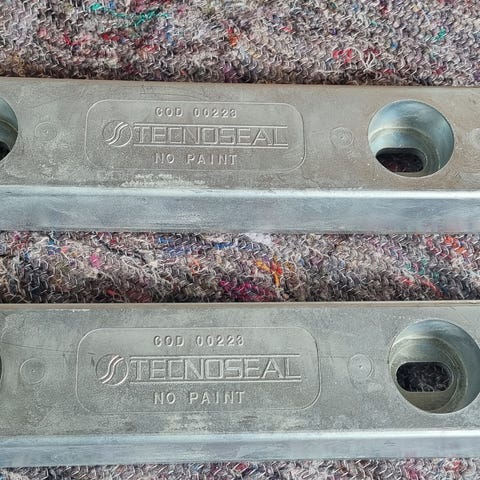 COD 00223
TECNOSEAL
NO PAINT
COD 00223
TECNOSEAL
NO PAINT